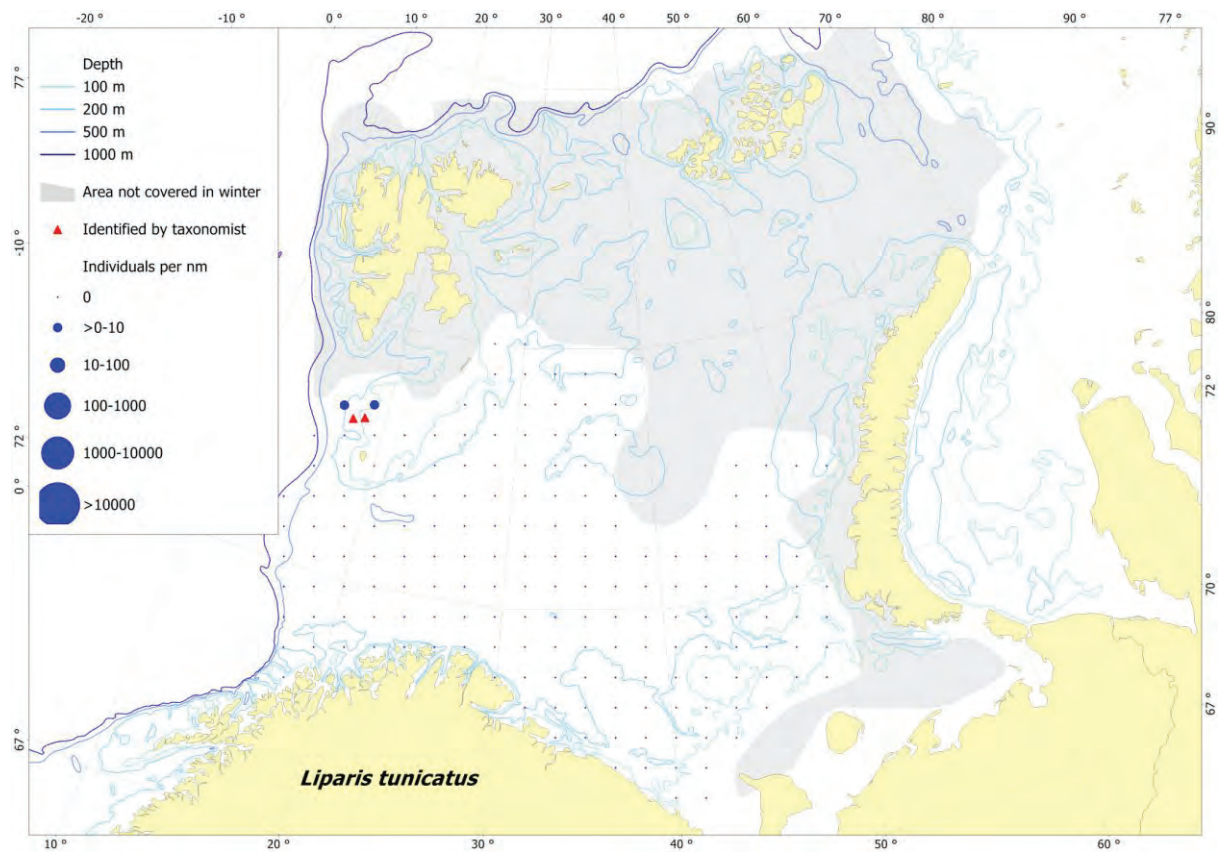 -20 ° -10 ° 0 ° 10 ° 20 ° 30 ° 40 ° 50 ° 60 ° 70 ° 80 ° 90 ° 77 °
Depth
100 m
200 m
500 m
1000 m
Area not covered in winter
Identified by taxonomist
Individuals per nm
0
>0-10
10-100
100-1000
1000-10000
>10000
77 °
-10 °
72 °
0 °
67 °
90 °
80 °
72 °
70 °
67 °
Liparis tunicatus
10 ° 20 ° 30 ° 40 ° 50 ° 60 °